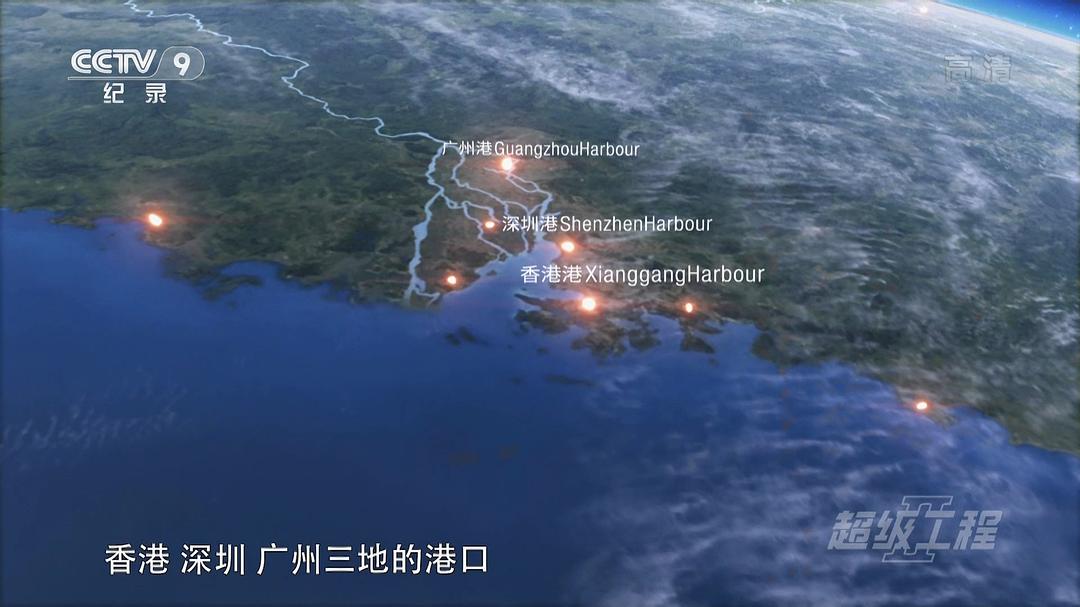 CCTV 9
高清
纪 录
广州港GuangzhouHarbour
深圳港ShenzhenHarbour
香港港XianggangHarbour
超级工程
II
香港 深圳 广州三地的港口